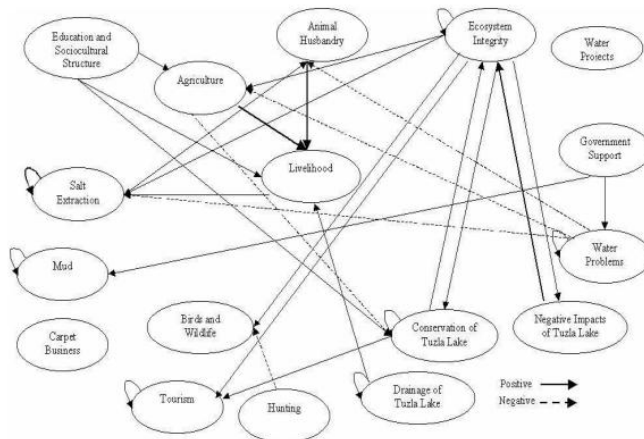 Education and
Sociocultural
Structure
Animal
Husbandry
Ecosystem
Integrity
Water
Projects
Agriculture
Government
Support
Livelihood
Salt
Extraction
Mud
Water
Problems
Birds and
Wildlife
Conservation of
Tuzla Lake
Negative Impacts
of Tuzla Lake
Carpet
Business
Tourism
Hunting
Drainage of
Tuzla Lake
Positive
Negative